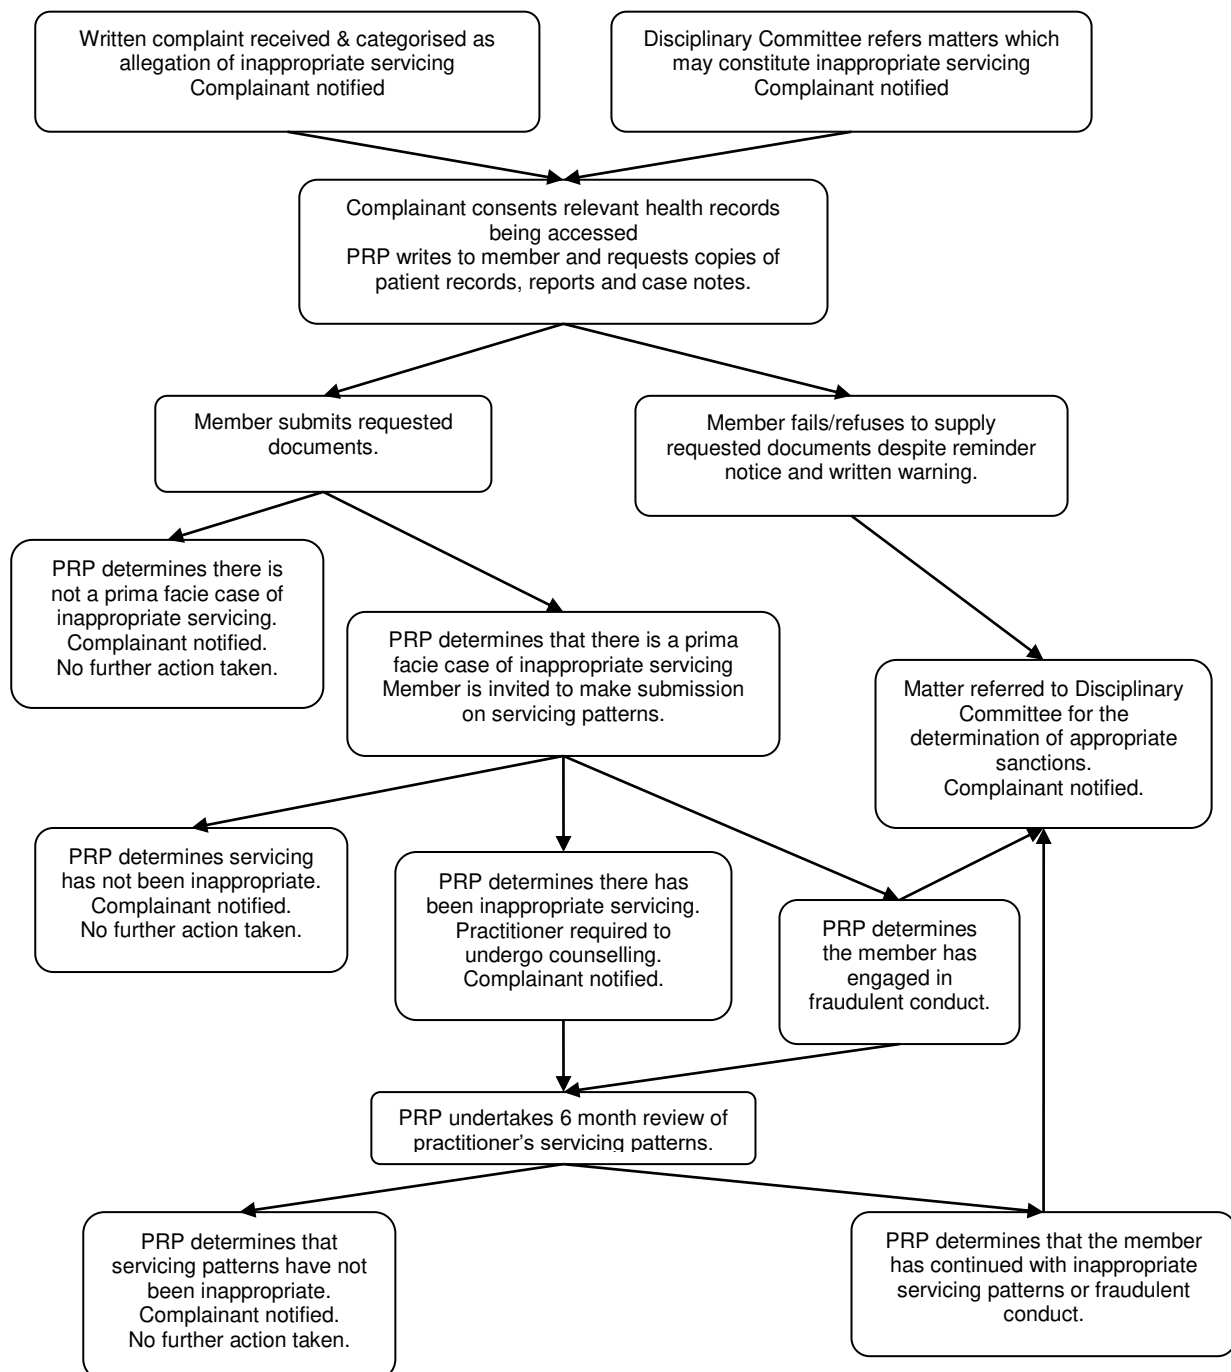 Written complaint received & categorised as
allegation of inappropriate servicing
Complainant notified
Disciplinary Committee refers matters which
may constitute inappropriate servicing
Complainant notified
Complainant consents relevant health records
being accessed
PRP writes to member and requests copies of
patient records, reports and case notes.
Member submits requested
documents.
Member fails/refuses to supply
requested documents despite reminder
notice and written warning.
PRP determines there is
not a prima facie case of
inappropriate servicing.
Complainant notified.
No further action taken.
PRP determines that there is a prima
facie case of inappropriate servicing
Member is invited to make submission
on servicing patterns.
Matter referred to Disciplinary
Committee for the
determination of appropriate
sanctions.
Complainant notified.
PRP determines servicing
has not been inappropriate.
Complainant notified.
No further action taken.
PRP determines there has
been inappropriate servicing.
Practitioner required to
undergo counselling.
Complainant notified.
PRP determines
the member has
engaged in
fraudulent conduct.
PRP undertakes 6 month review of
practitioner's servicing patterns.
PRP determines that
servicing patterns have not
been inappropriate.
Complainant notified.
No further action taken.
PRP determines that the member
has continued with inappropriate
servicing patterns or fraudulent
conduct.